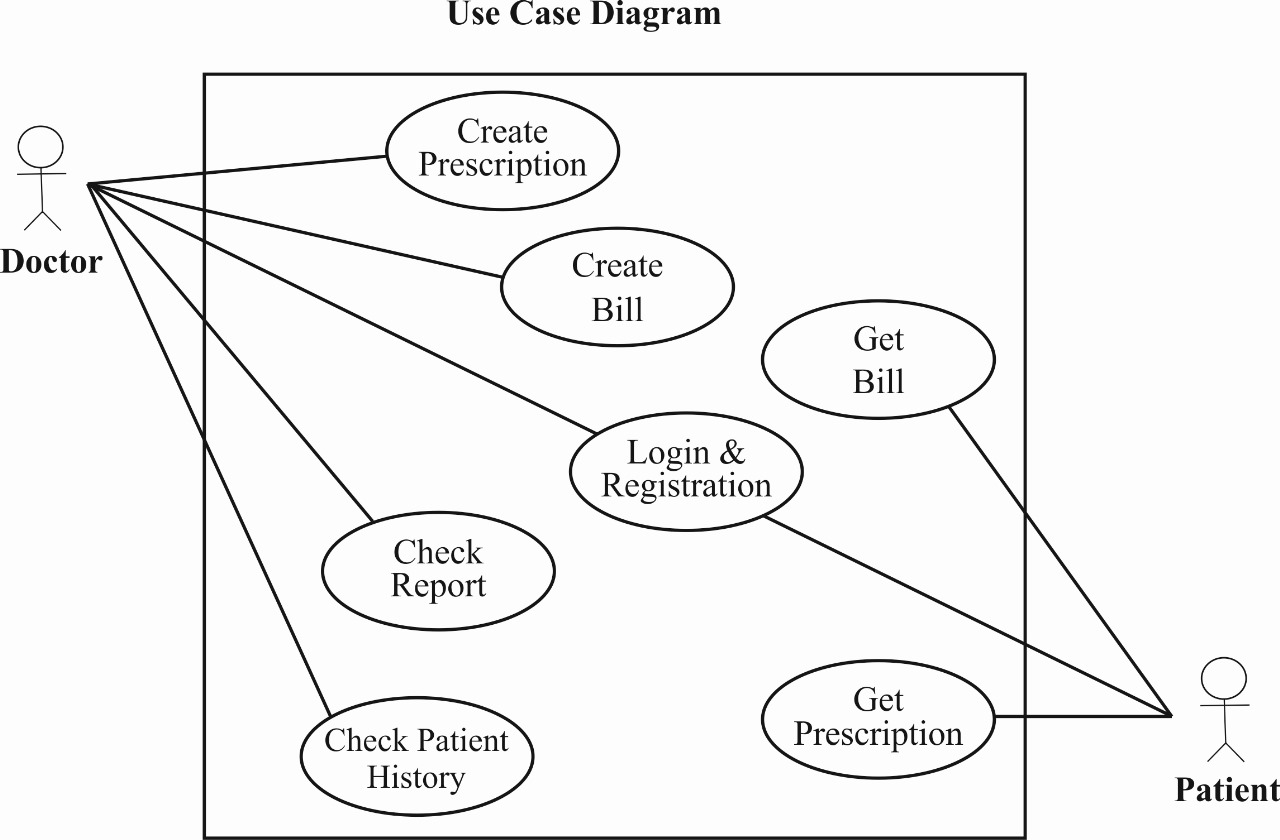 Use Case Diagram
Create
Prescription
Doctor
Create
Bill
Get
Bill
Login &
Registration
Check
Report
Get
Prescription
Check Patient
History
Patient